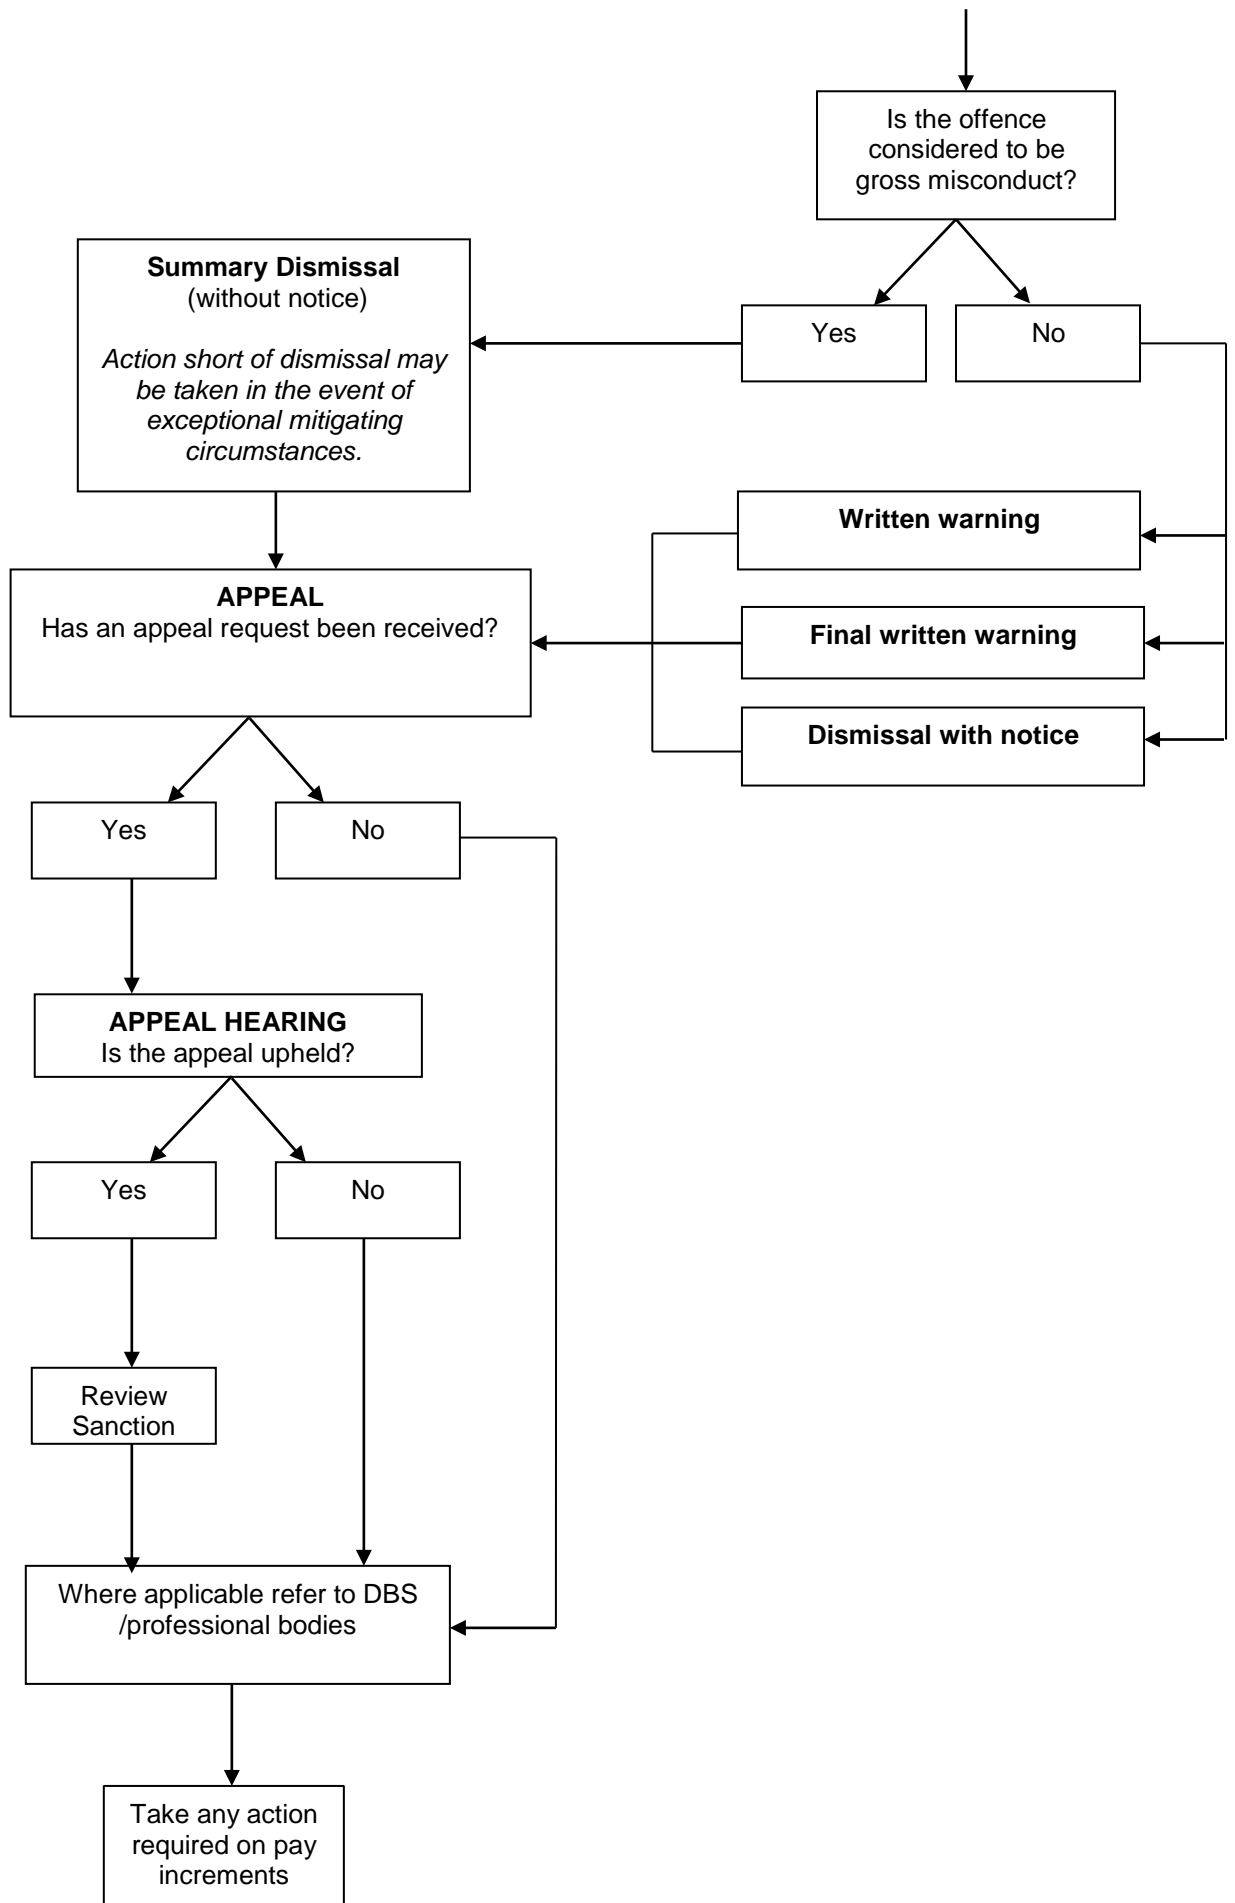 Is the offence
considered to be
gross misconduct?
Summary Dismissal
(without notice)
Action short of dismissal may
be taken in the event of
exceptional mitigating
circumstances.
Yes
No
Written warning
Final written warning
Dismissal with notice
APPEAL
Has an appeal request been received?
Yes
No
APPEAL HEARING
Is the appeal upheld?
Yes
No
Review
Sanction
Where applicable refer to DBS
/professional bodies
Take any action
required on pay
increments